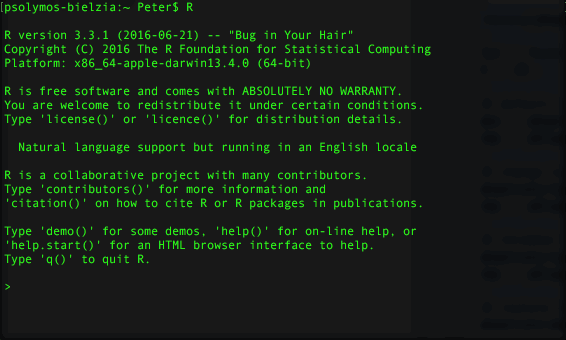 [psolymos-bielzia:~ Peter$ R

R version 3.3.1 (2016-06-21) -- "Bug in Your Hair"
Copyright (C) 2016 The R Foundation for Statistical Computing
Platform: x86_64-apple-darwin13.4.0 (64-bit)

R is free software and comes with ABSOLUTELY NO WARRANTY.
You are welcome to redistribute it under certain conditions.
Type 'license()' or 'licence()' for distribution details.

  Natural language support but running in an English locale

R is a collaborative project with many contributors.
Type 'contributors()' for more information and
'citation()' on how to cite R or R packages in publications.

Type 'demo()' for some demos, 'help()' for on-line help, or
'help.start()' for an HTML browser interface to help.
Type 'q()' to quit R.

>